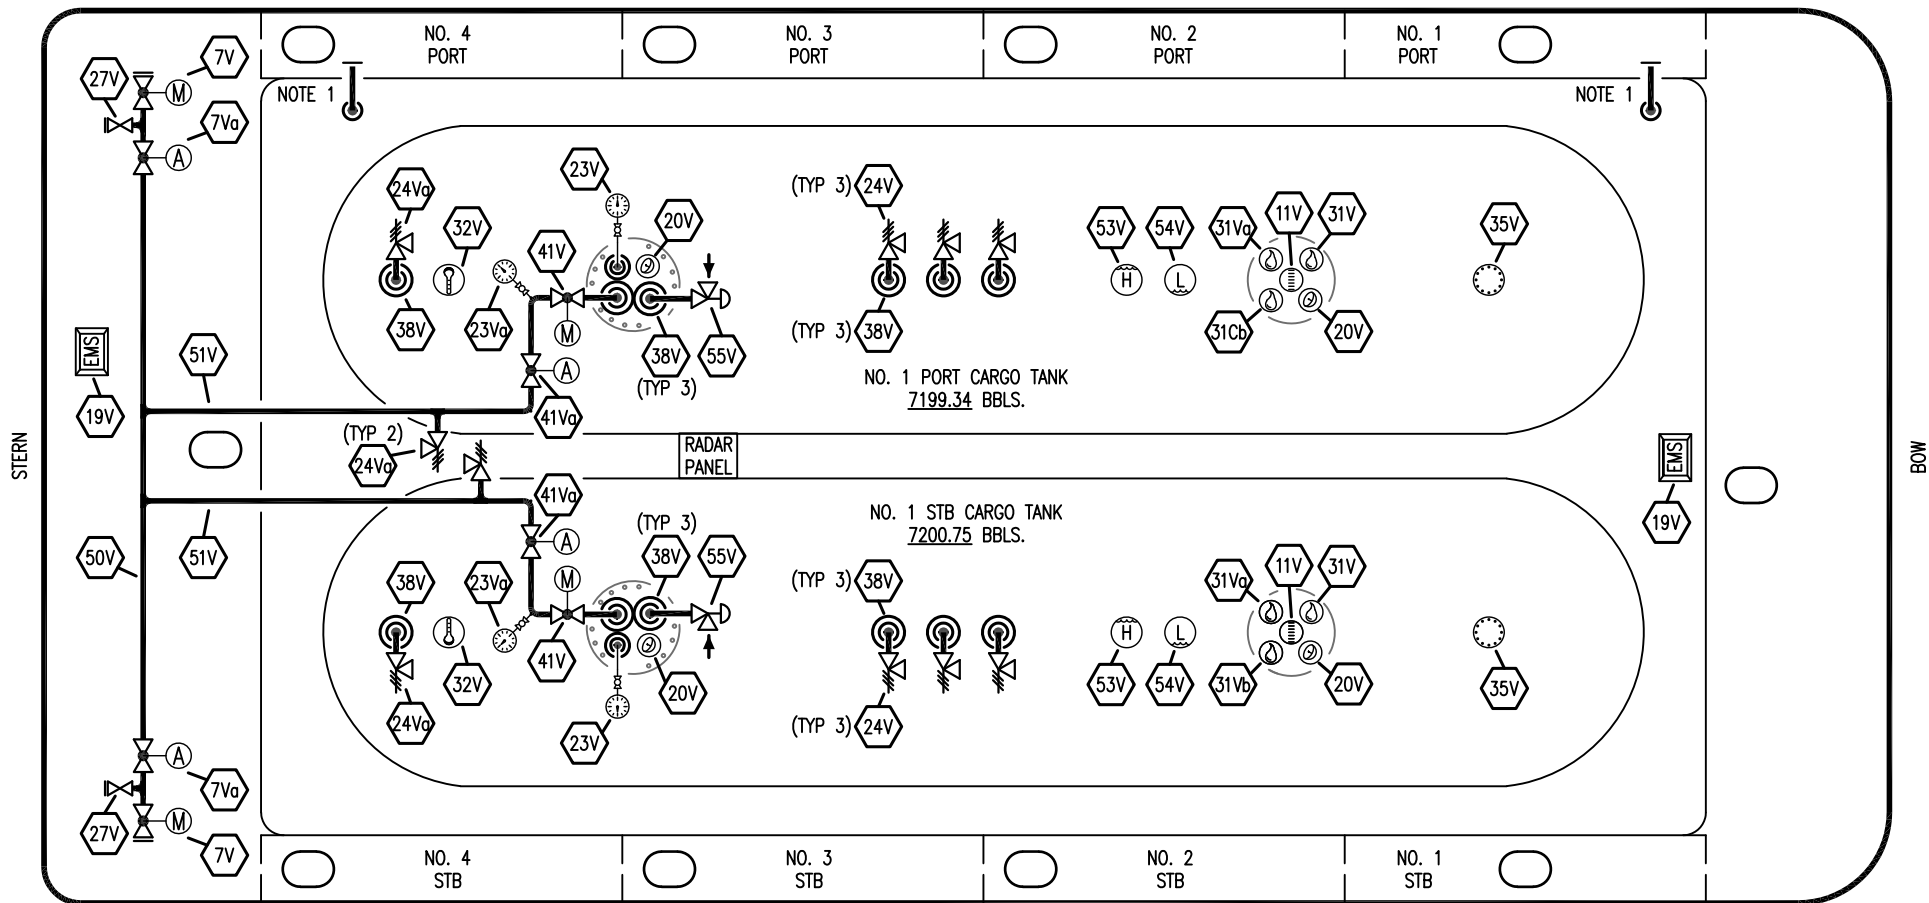 NO. 4
PORT
NO. 3
PORT
NO. 2
PORT
NO. 1
PORT
7V
27V
M
NOTE 1
NOTE 1
7Va
A
23V
24Va
(TYP 3) 24V
20V
32V
41V
53V
54V
31Va
11V
31V
35V
H
L
M
38V
23Va
38V
(TYP 3)
55V
(TYP 3) 38V
31Cb
20V
A
EMS
51V
19V
41Va
NO. 1 PORT CARGO TANK
7199.34 BBLS.
(TYP 2)
24Va
RADAR
PANEL
STERN
BOW
EMS
19V
41Va
A
NO. 1 STB CARGO TANK
7200.75 BBLS.
50V
51V
(TYP 3)
38V
55V
38V
23Va
M
(TYP 3) 38V
31Va
11V
31V
H
L
32V
41V
20V
53V
54V
31Vb
20V
35V
24Va
23V
(TYP 3) 24V
A
7Va
27V
M
7V
NO. 4
STB
NO. 3
STB
NO. 2
STB
NO. 1
STB